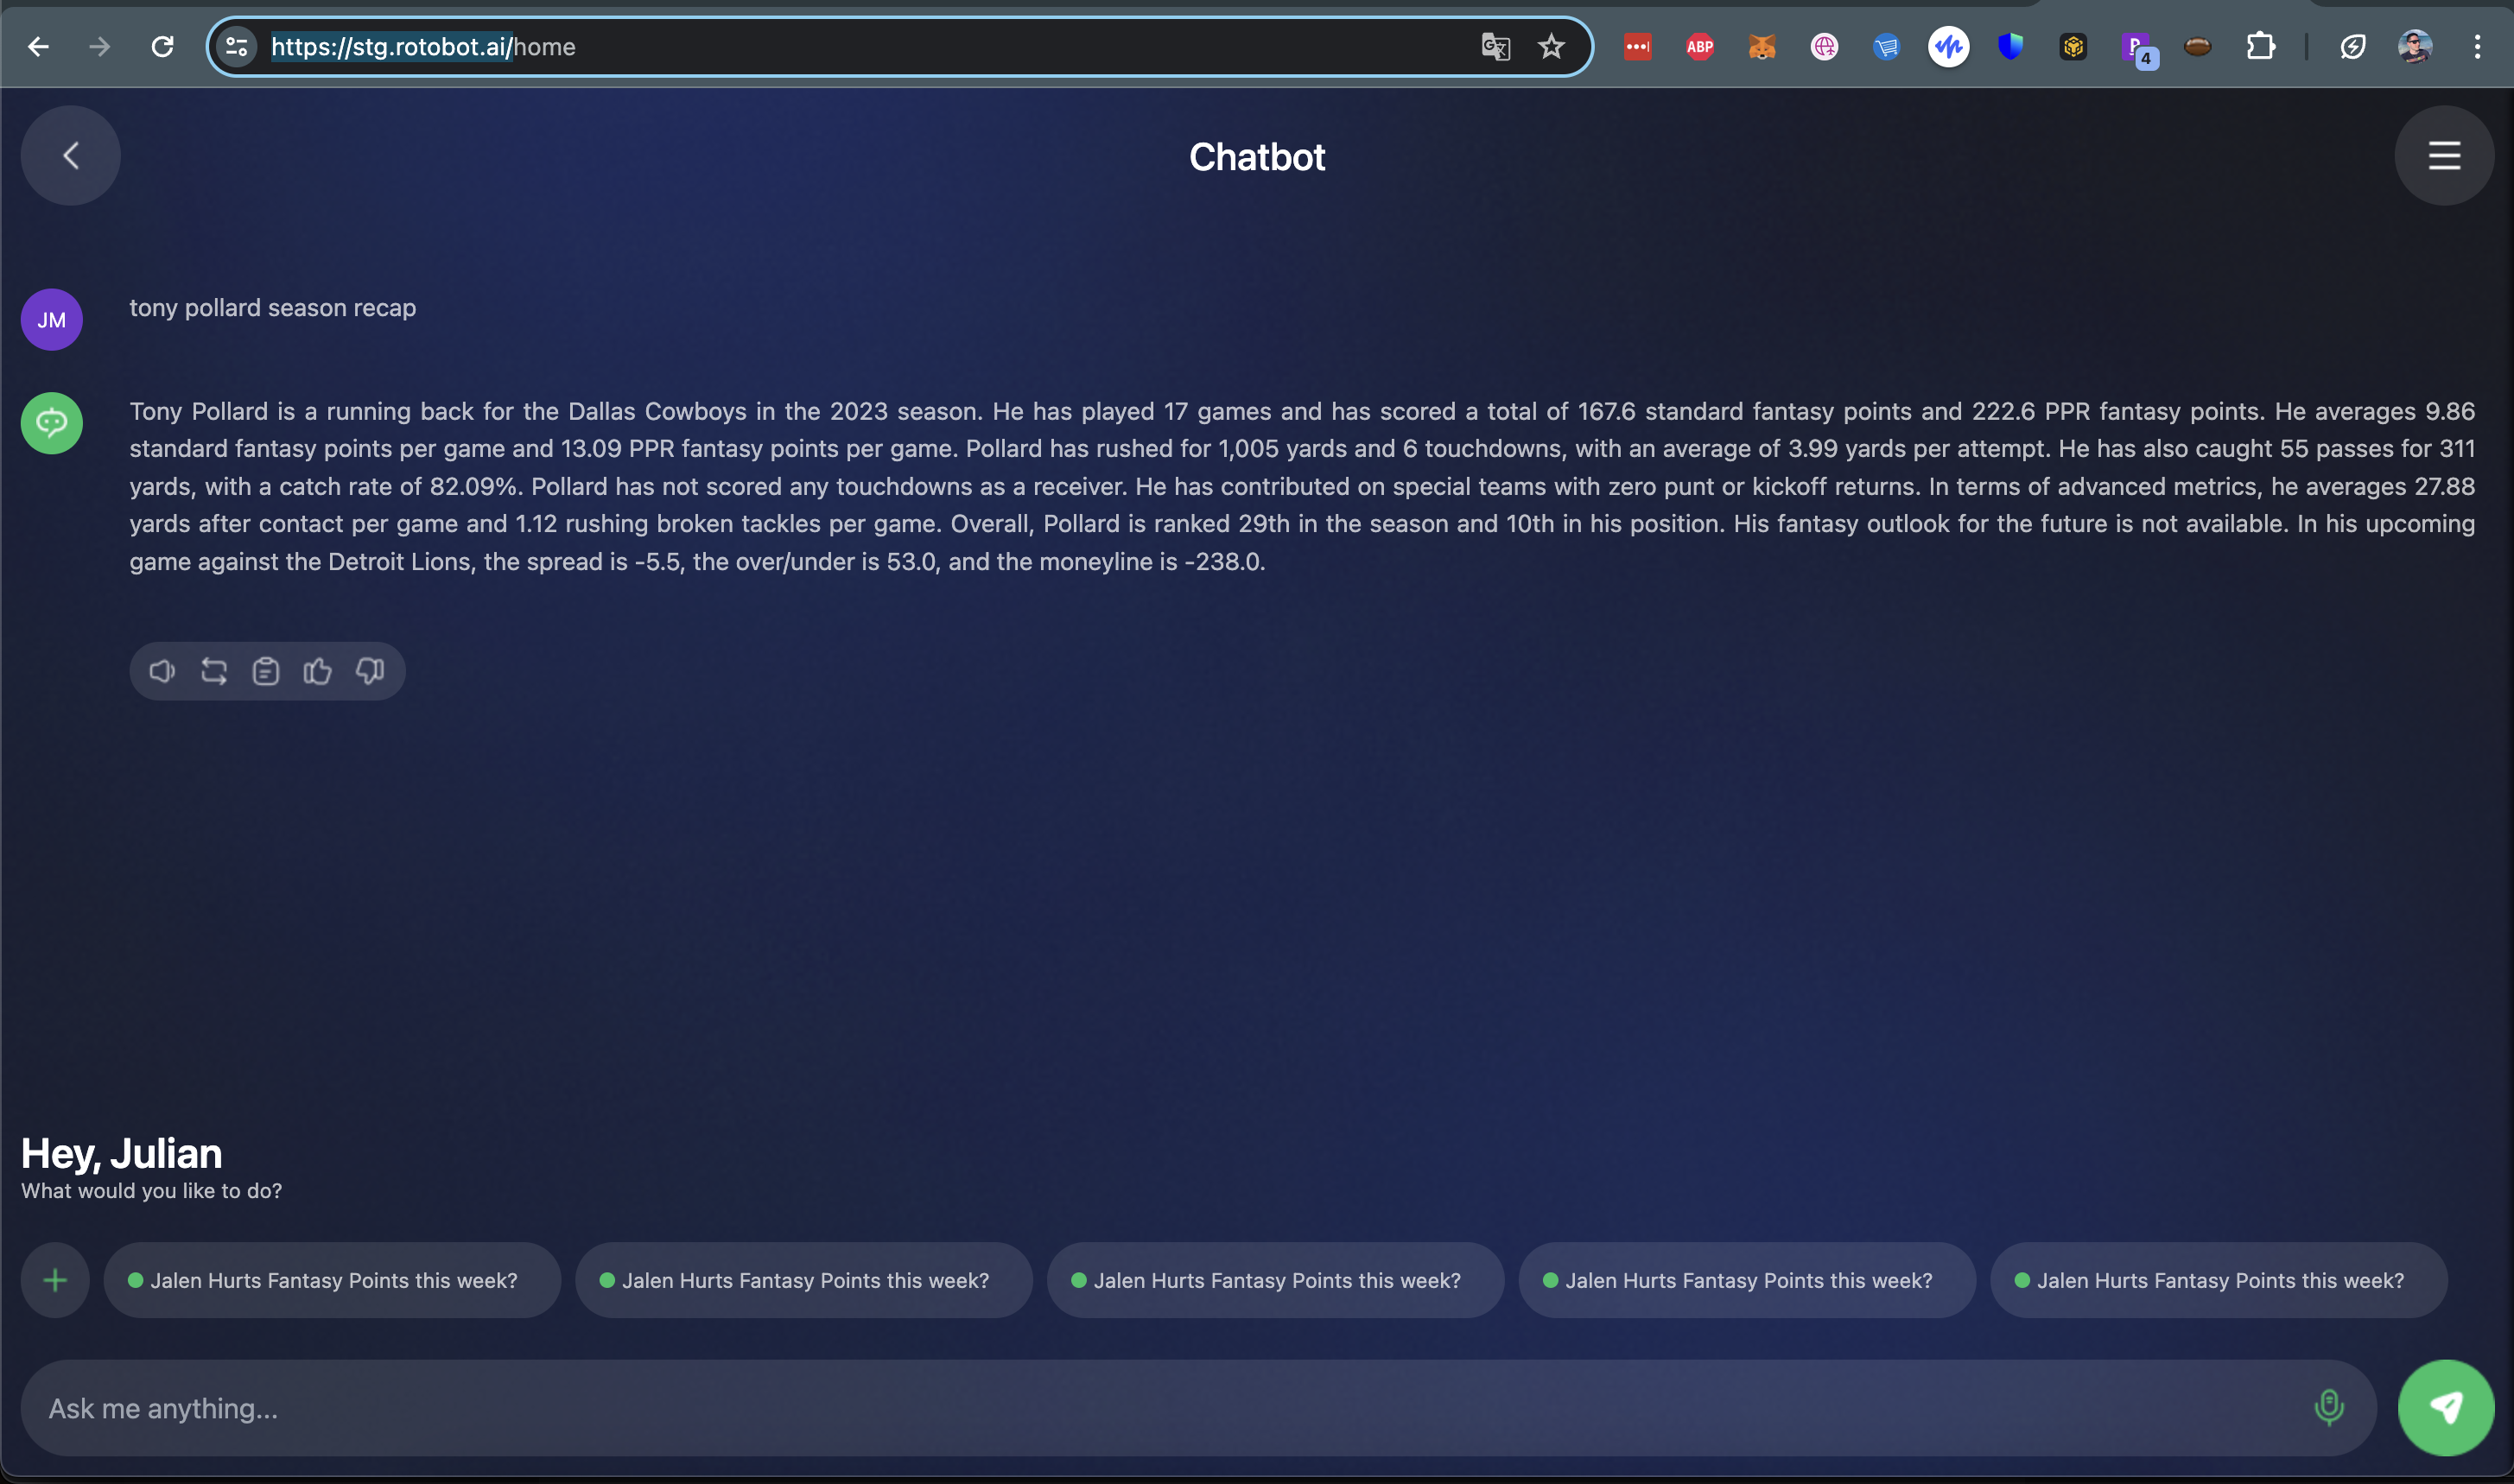 https://stg.rotobot.ai/home
ABP
4
Chatbot
JM
tony pollard season recap
Tony Pollard is a running back for the Dallas Cowboys in the 2023 season. He has played 17 games and has scored a total of 167.6 standard fantasy points and 222.6 PPR fantasy points. He averages 9.86
standard fantasy points per game and 13.09 PPR fantasy points per game. Pollard has rushed for 1,005 yards and 6 touchdowns, with an average of 3.99 yards per attempt. He has also caught 55 passes for 311
yards, with a catch rate of 82.09%. Pollard has not scored any touchdowns as a receiver. He has contributed on special teams with zero punt or kickoff returns. In terms of advanced metrics, he averages 27.88
yards after contact per game and 1.12 rushing broken tackles per game. Overall, Pollard is ranked 29th in the season and 10th in his position. His fantasy outlook for the future is not available. In his upcoming
game against the Detroit Lions, the spread is -5.5, the over/under is 53.0, and the moneyline is -238.0.
Hey, Julian
What would you like to do?
Jalen Hurts Fantasy Points this week?
Jalen Hurts Fantasy Points this week?
Jalen Hurts Fantasy Points this week?
Jalen Hurts Fantasy Points this week?
Jalen Hurts Fantasy Points this week?
Ask me anything...